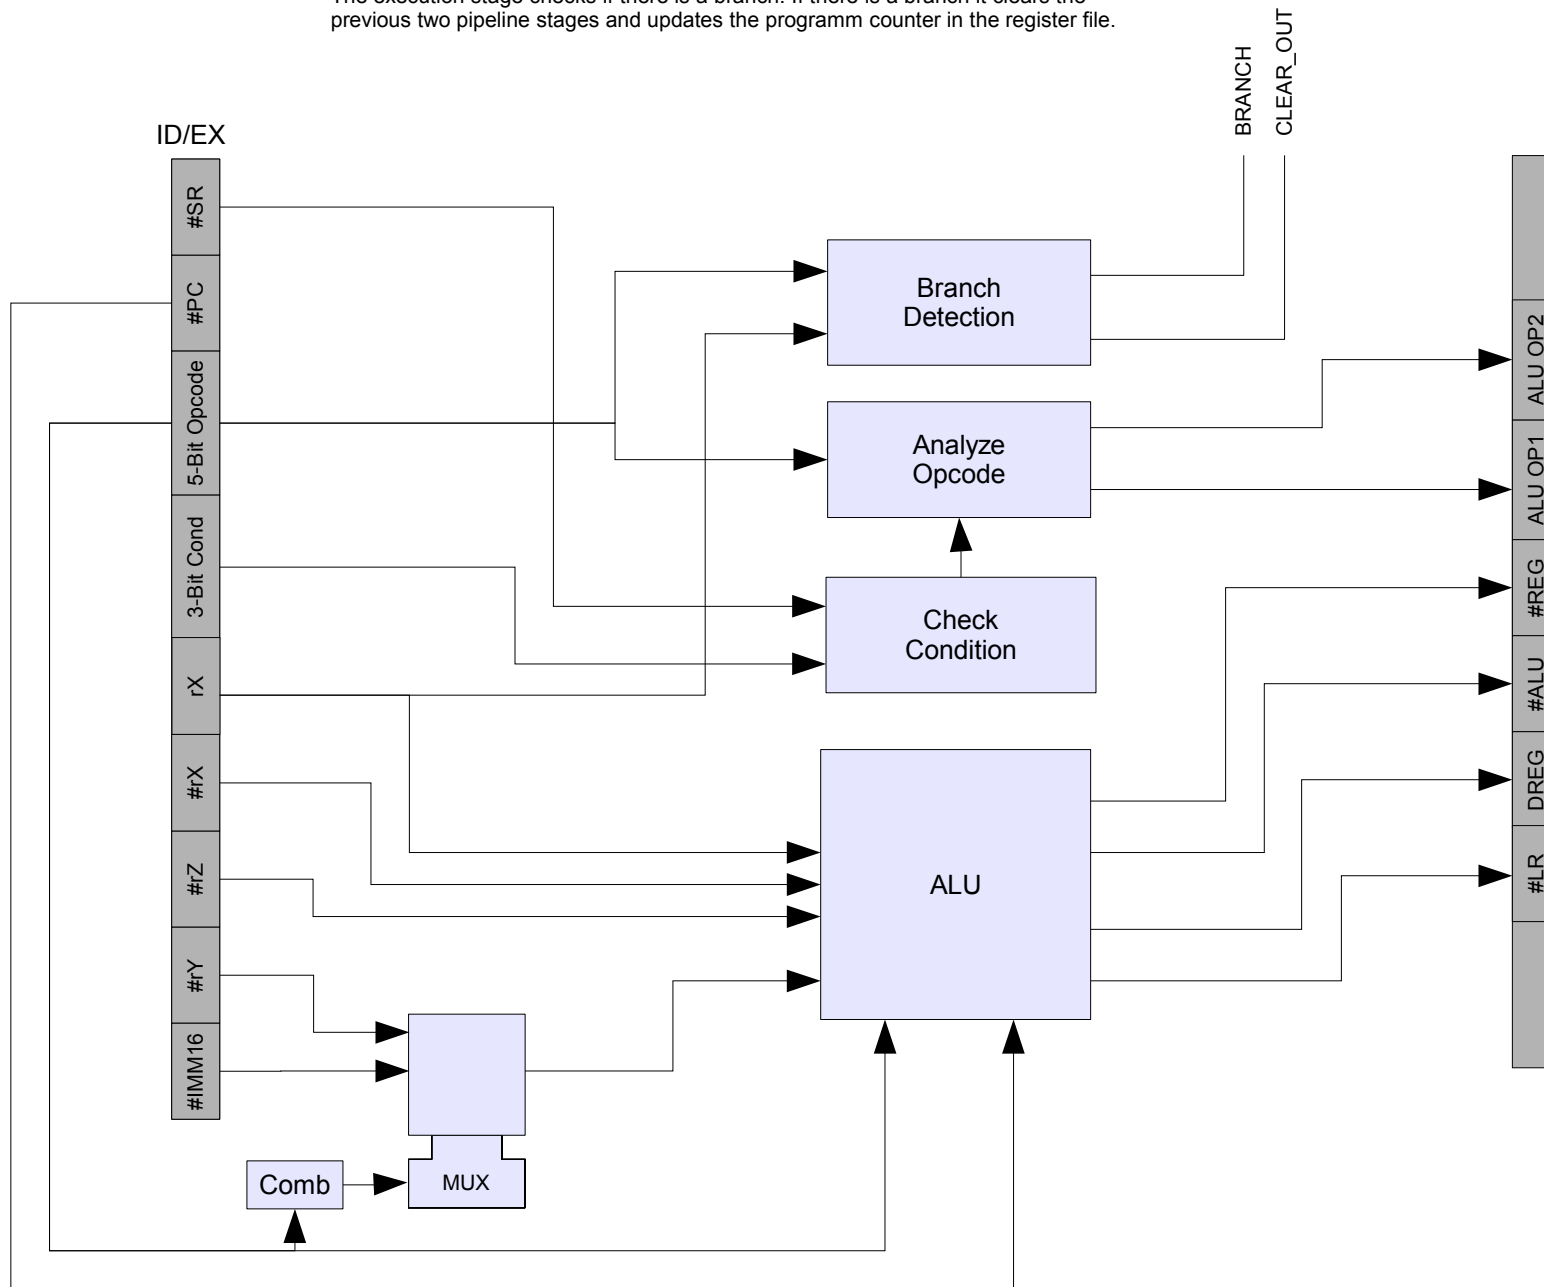 The execution stage checks if there is a branch. If there is a branch it clears the
previous two pipeline stages and updates the programm counter in the register file.
BRANCH
CLEAR_OUT
ID/EX
#SR
#PC
5-Bit Opcode
3-Bit Cond
rX
#rX
#rZ
#rY
#IMM16
Branch
Detection
Analyze
Opcode
Check
Condition
ALU
Comb
MUX
ALU OP2
ALU OP1
#REG
#ALU
DREG
#LR